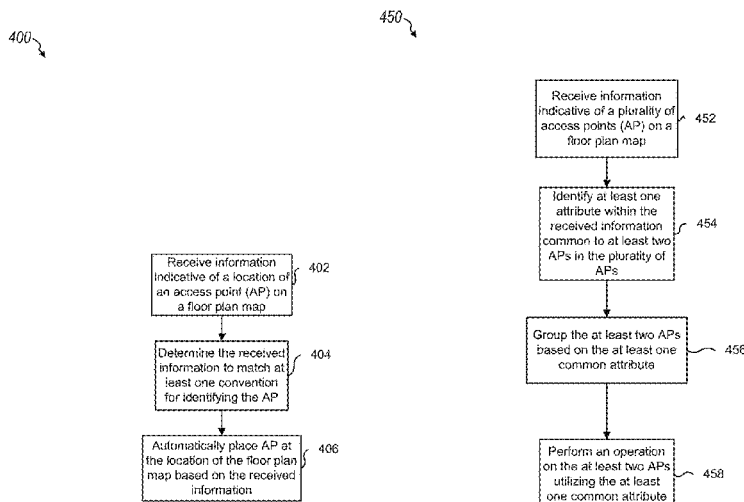 400
Receive information
indicative of a location of
an access point (AP) on
a floor plan map
402
Determine the received
information to match at
least one convention
for identifying the AP
404
Automatically place AP at
the location of the floor plan
map based on the received
information
406
450
Receive information
indicative of a plurality of
access points (AP) on a
floor plan map
452
Identify at least one
attribute within the
received information
common to at least two
APs in the plurality of
APs
454
Group the at least two APs
based on the at least one
common attribute
456
Perform an operation
on the at least two APs
utilizing the at least
one common attribute
458